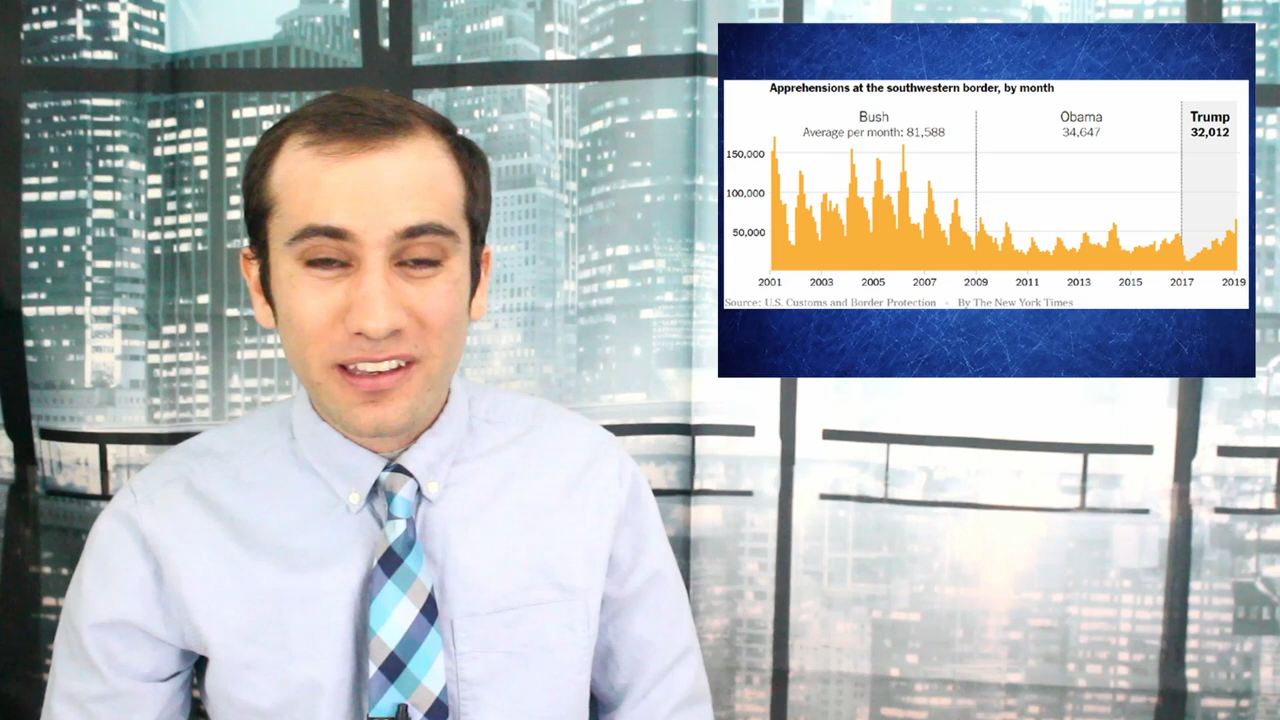 Apprehensions at the southwestern border, by month
Bush
Average per month: 81,588
Obama
34,647
Trump
32,012
150,000
100,000
50,000
2001 2003 2005 2007 2009 2011 2013 2015 2017 2019
Source: U.S. Customs and Border Protection • By The New York Times